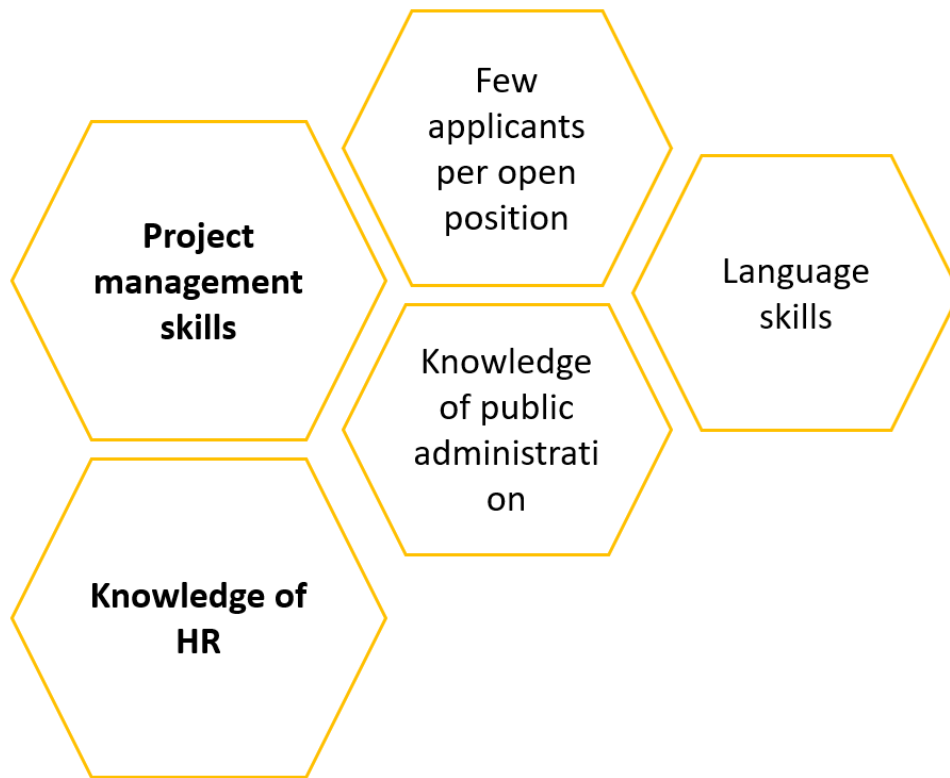 Few
applicants
per open
position
Project
management
skills
Language
skills
Knowledge
of public
administrati
on
Knowledge of
HR